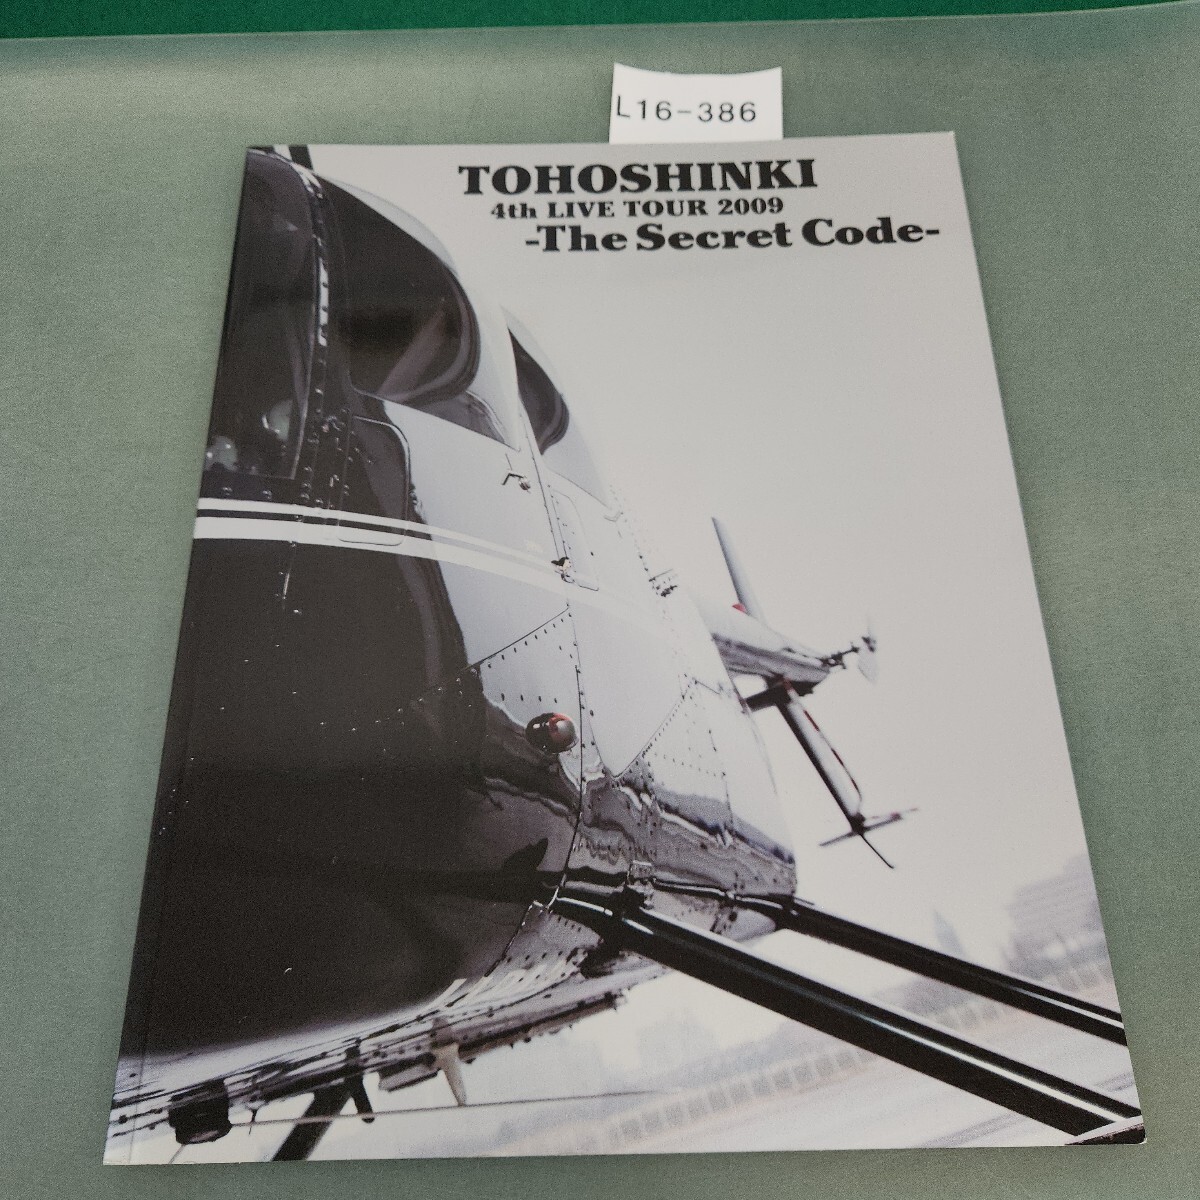 L16-386
TOHOSHINKI
4th LIVE TOUR 2009
-The Secret Code-